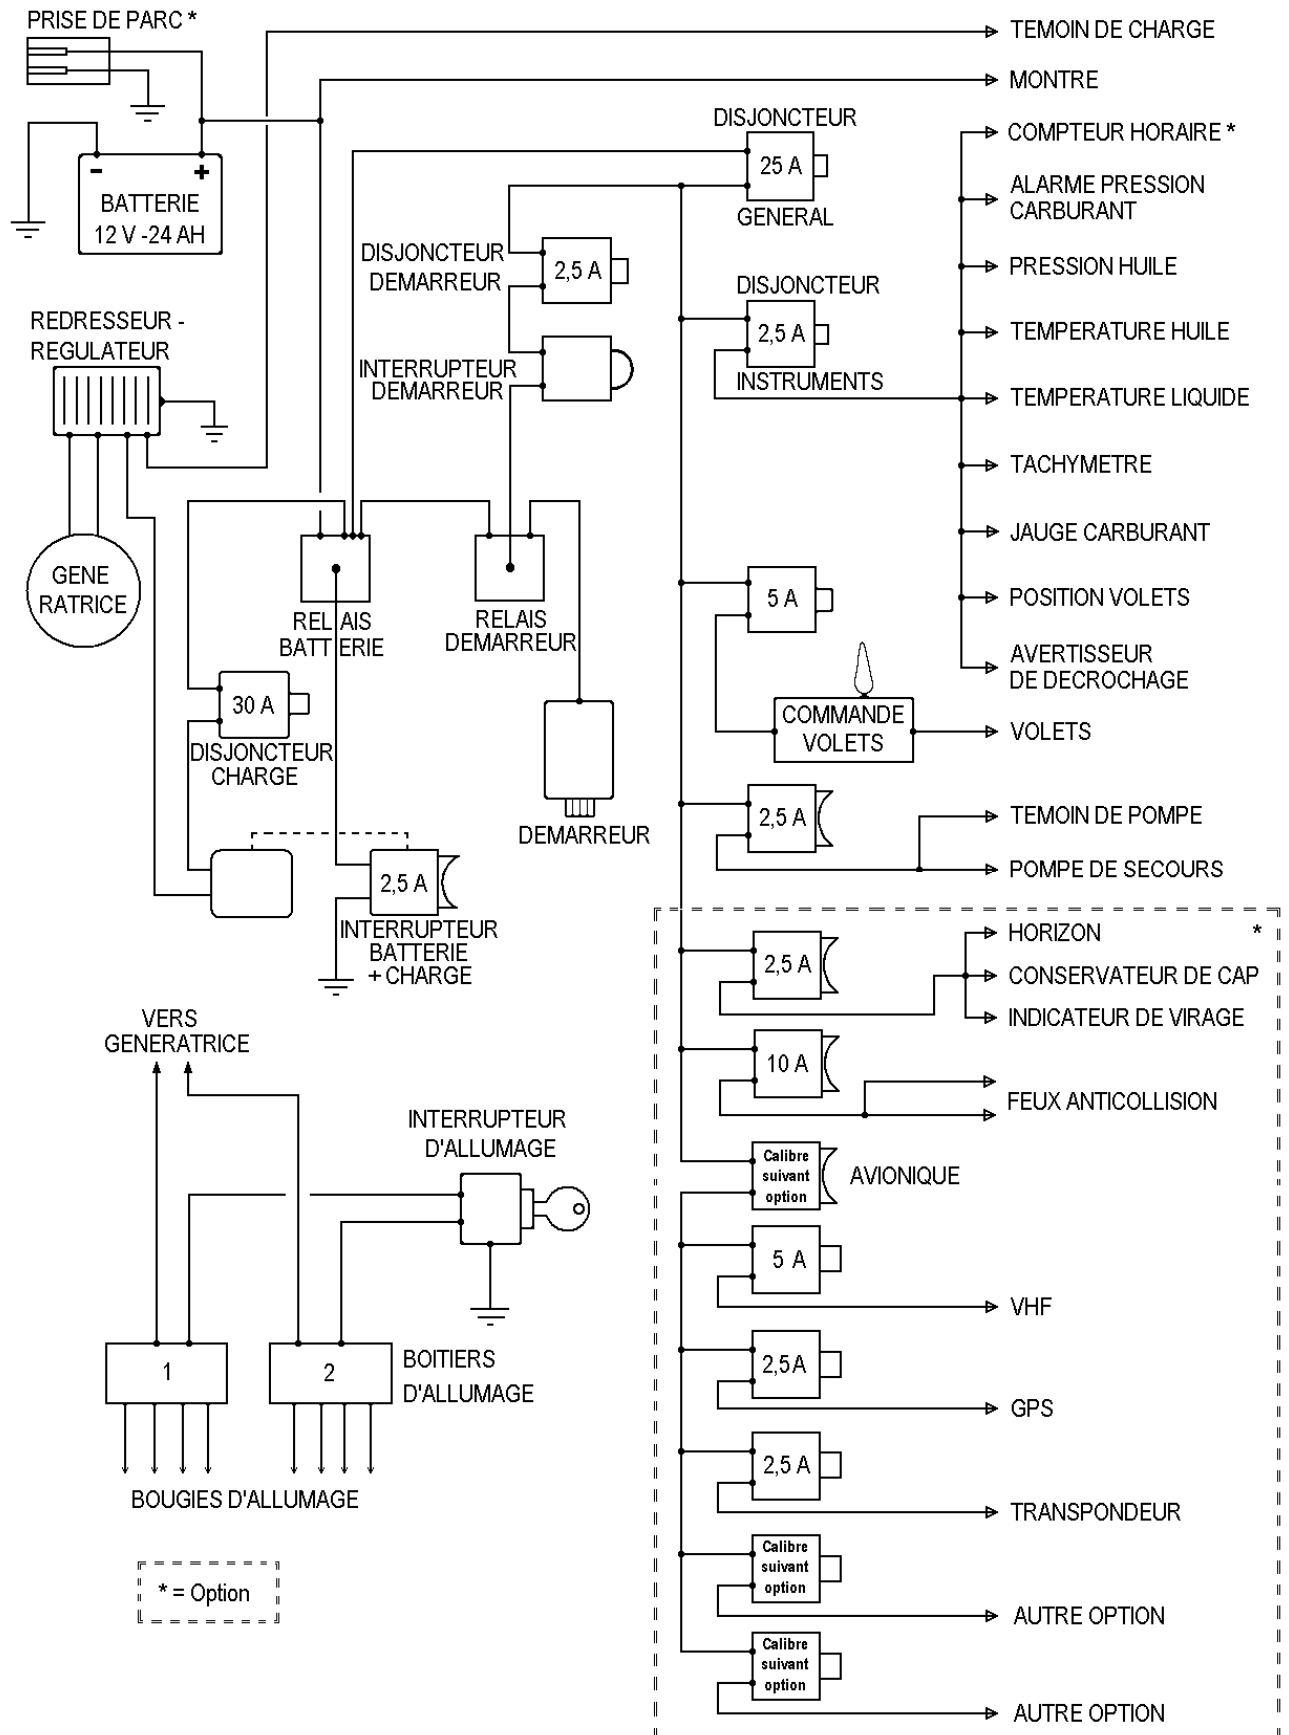 PRISE DE PARC *
TEMOIN DE CHARGE
MONTRE
DISJONCTEUR
25 A
GENERAL
COMPTEUR HORAIRE *
ALARME PRESSION
CARBURANT
PRESSION HUILE
TEMPERATURE HUILE
TEMPERATURE LIQUIDE
TACHYMETRE
JAUGE CARBURANT
POSITION VOLETS
AVERTISSEUR
DE DECROCHAGE
- +
BATTERIE
12 V -24 AH
DISJONCTEUR
DEMARREUR
2,5 A
DISJONCTEUR
2,5 A
INSTRUMENTS
REDRESSEUR -
REGULATEUR
INTERRUPTEUR
DEMARREUR
GENE
RATRICE
RELAIS
BATTERIE
RELAIS
DEMARREUR
5 A
COMMANDE
VOLETS
VOLETS
30 A
DISJONCTEUR
CHARGE
DEMARREUR
2,5 A
TEMOIN DE POMPE
POMPE DE SECOURS
2,5 A
INTERRUPTEUR
BATTERIE
+ CHARGE
2,5 A
HORIZON *
CONSERVATEUR DE CAP
INDICATEUR DE VIRAGE
10 A
FEUX ANTICOLLISION
VERS
GENERATRICE
INTERRUPTEUR
D'ALLUMAGE
Calibre
suivant
option
AVIONIQUE
5 A
VHF
1
2
BOITIERS
D'ALLUMAGE
2,5 A
GPS
BOUGIES D'ALLUMAGE
2,5 A
TRANSPONDEUR
Calibre
suivant
option
AUTRE OPTION
* = Option
Calibre
suivant
option
AUTRE OPTION